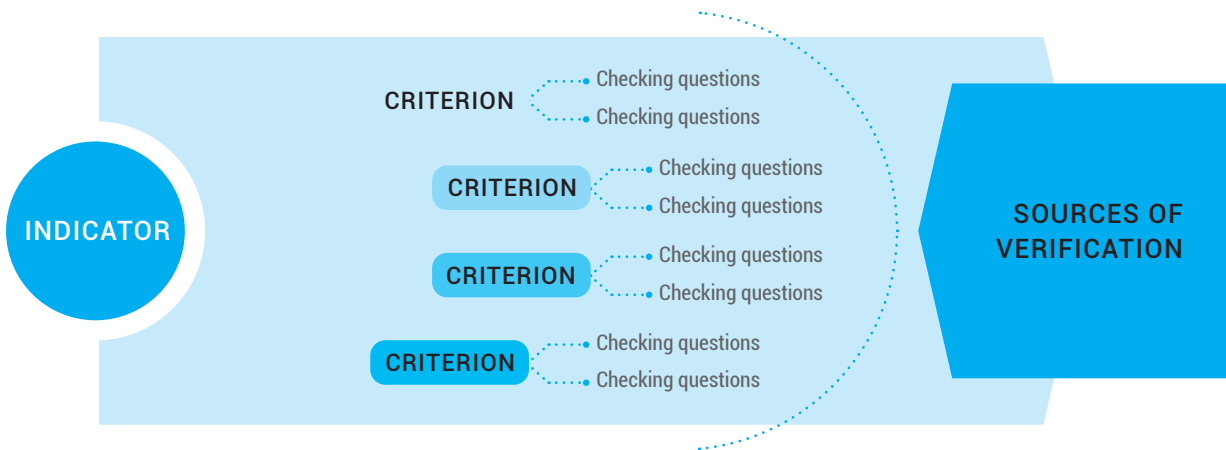 INDICATOR
CRITERION
Checking questions
Checking questions
CRITERION
Checking questions
Checking questions
CRITERION
Checking questions
Checking questions
CRITERION
Checking questions
Checking questions
SOURCES OF
VERIFICATION